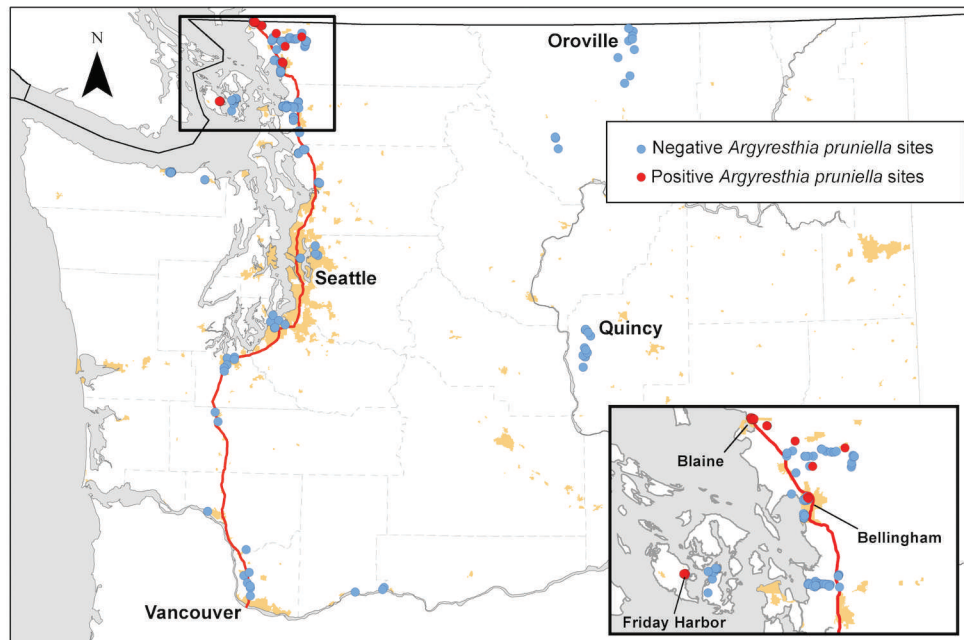 N
Oroville
Negative Argyresthia pruniella sites
Positive Argyresthia pruniella sites
Seattle
Quincy
Blaine
Bellingham
Friday Harbor
Vancouver